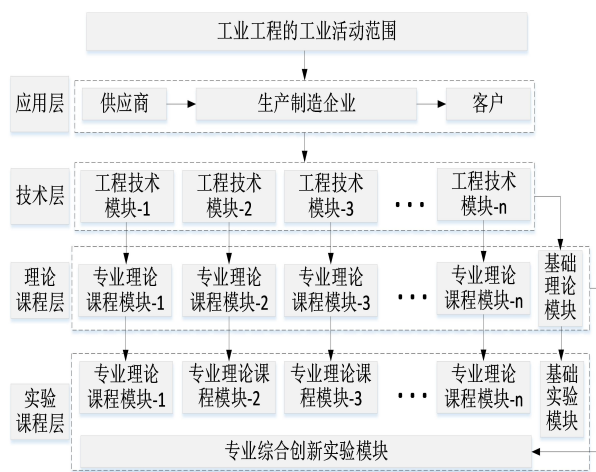 工业工程的工业活动范围
应用层
供应商
生产制造企业
客户
技术层
工程技术
模块-1
工程技术
模块-2
工程技术
模块-3
...
工程技术
模块-n
理论
课程层
专业理论
课程模块-1
专业理论
课程模块-2
专业理论
课程模块-3
...
专业理论
课程模块-n
基础
理论
模块
实验
课程层
专业理论
课程模块-1
专业理论课
程模块-2
专业理论课
程模块-3
...
专业理论
课程模块-n
基础
实验
模块
专业综合创新实验模块